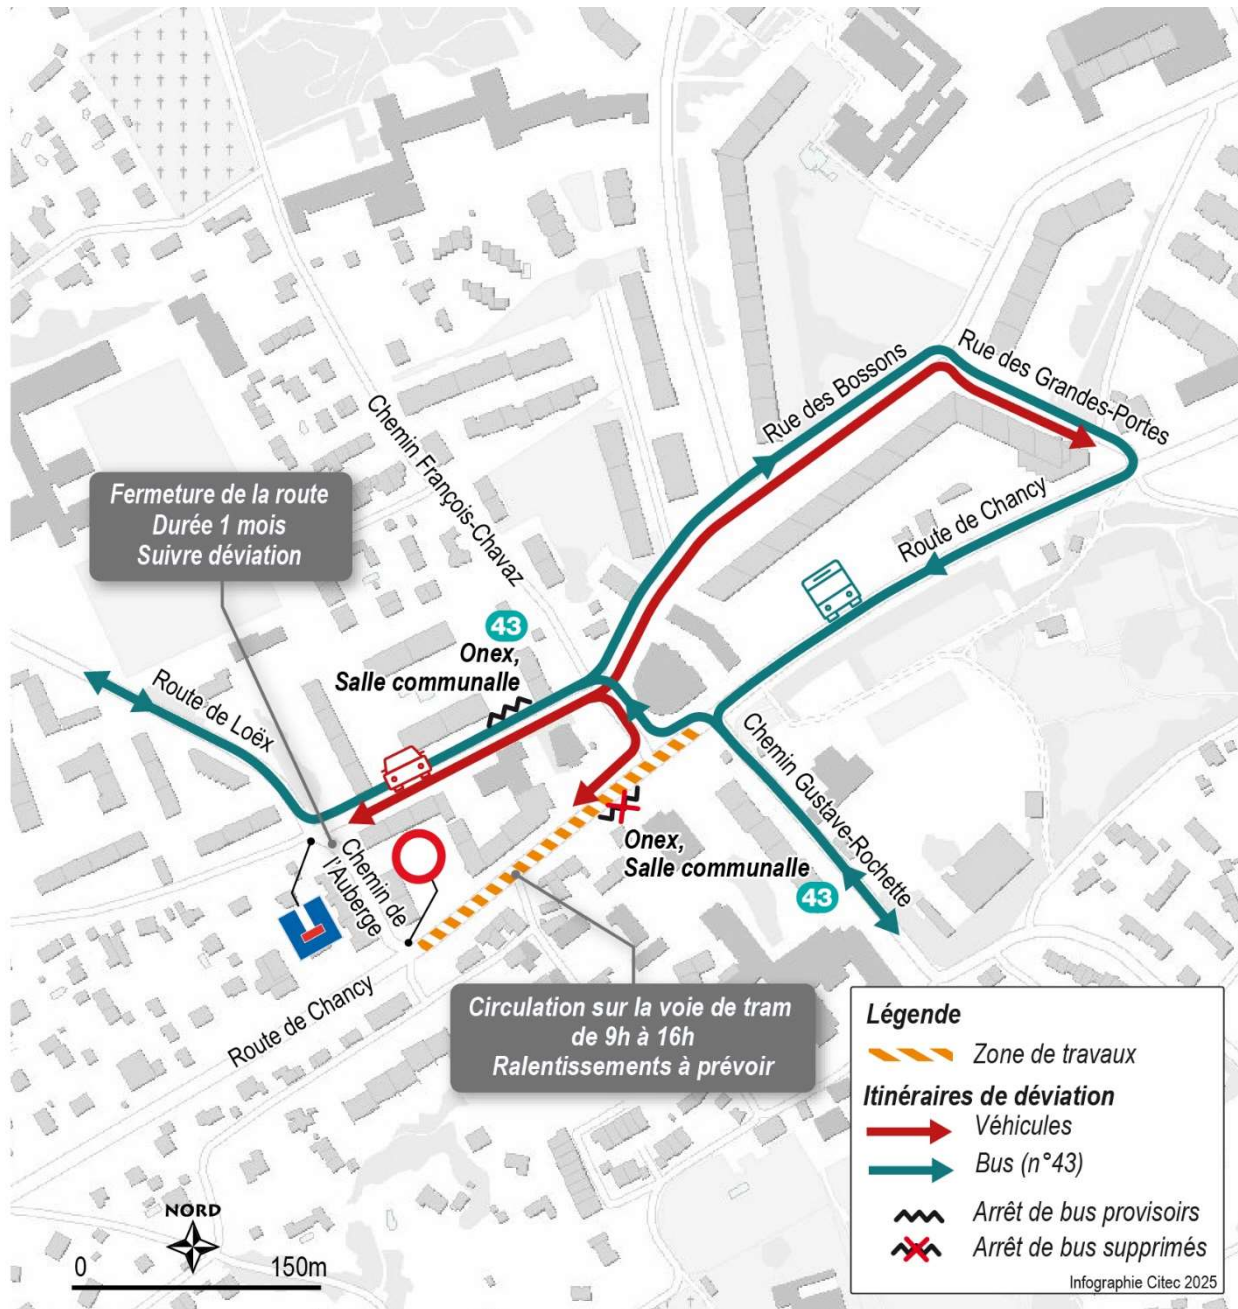 Rue des Bossons
Rue des Grandes-Portes
Chemin François-Chavaz
Fermeture de la route
Durée 1 mois
Suivre déviation
Route de Chancy
43
Onex,
Salle communalle
Route de Loëx
Chemin Gustave-Rochette
Chemin de
l'Auberge
Onex,
Salle communalle
43
Route de Chancy
Circulation sur la voie de tram
de 9h à 16h
Ralentissements à prévoir
Légende
Zone de travaux
Itinéraires de déviation
Véhicules
Bus (n°43)
Arrêt de bus provisoirs
Arrêt de bus supprimés
Infographie Citec 2025
NORD
0 150m